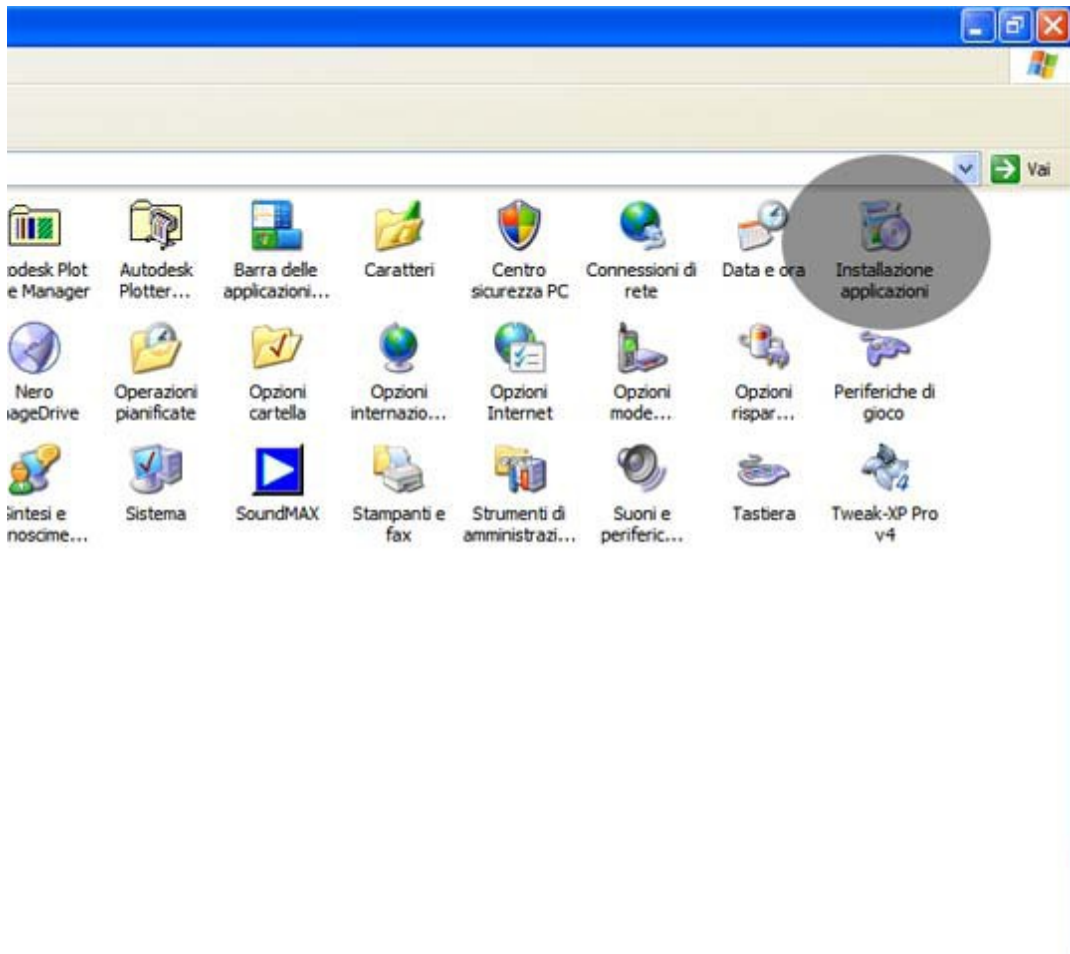 Vai
odesk Plot Autodesk Barra delle Caratteri Centro Connessioni di Data e ora Installazione
e Manager Plotter... applicazioni... sicurezza PC rete applicazioni
Nero Operazioni Opzioni Opzioni Opzioni Opzioni Opzioni Periferiche di
ageDrive pianificate cartella internazio... Internet mode... rispar... gioco
Sintesi e Sistema SoundMAX Stampanti e Strumenti di Suoni e Tastiera Tweak-XP Pro
noscime... fax amministrazi... periferic... v4